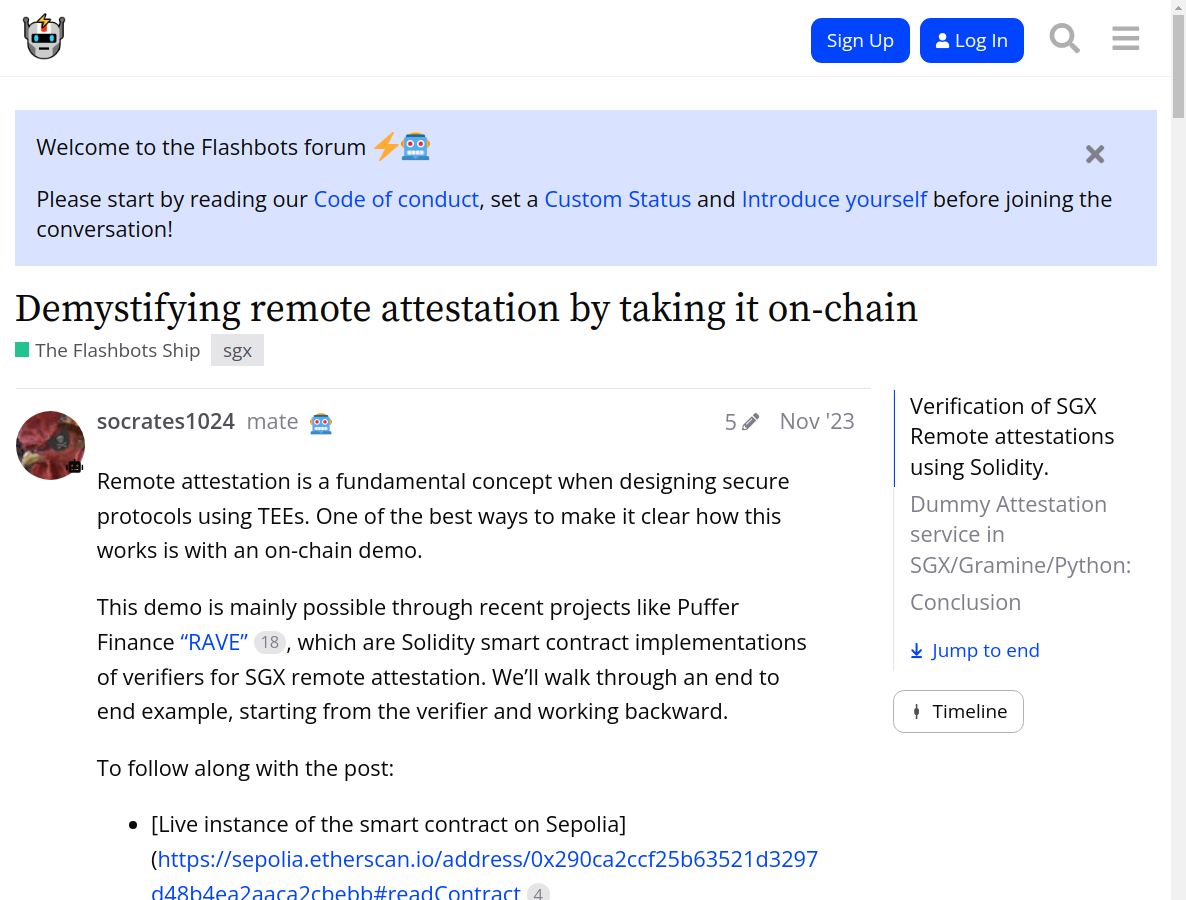 Sign Up
Log In
Welcome to the Flashbots forum
Please start by reading our Code of conduct, set a Custom Status and Introduce yourself before joining the
conversation!
Demystifying remote attestation by taking it on-chain
The Flashbots Ship
sgx
socrates1024 mate
5
Nov '23
Remote attestation is a fundamental concept when designing secure
protocols using TEEs. One of the best ways to make it clear how this
works is with an on-chain demo.
This demo is mainly possible through recent projects like Puffer
Finance “RAVE” 18, which are Solidity smart contract implementations
of verifiers for SGX remote attestation. We’ll walk through an end to
end example, starting from the verifier and working backward.
To follow along with the post:
• [Live instance of the smart contract on Sepolia]
(https://sepolia.etherscan.io/address/0x290ca2ccf25b63521d3297
d48b4ea2aaca2cbebb#readContract 4
Verification of SGX
Remote attestations
using Solidity.
Dummy Attestation
service in
SGX/Gramine/Python:
Conclusion
Jump to end
Timeline